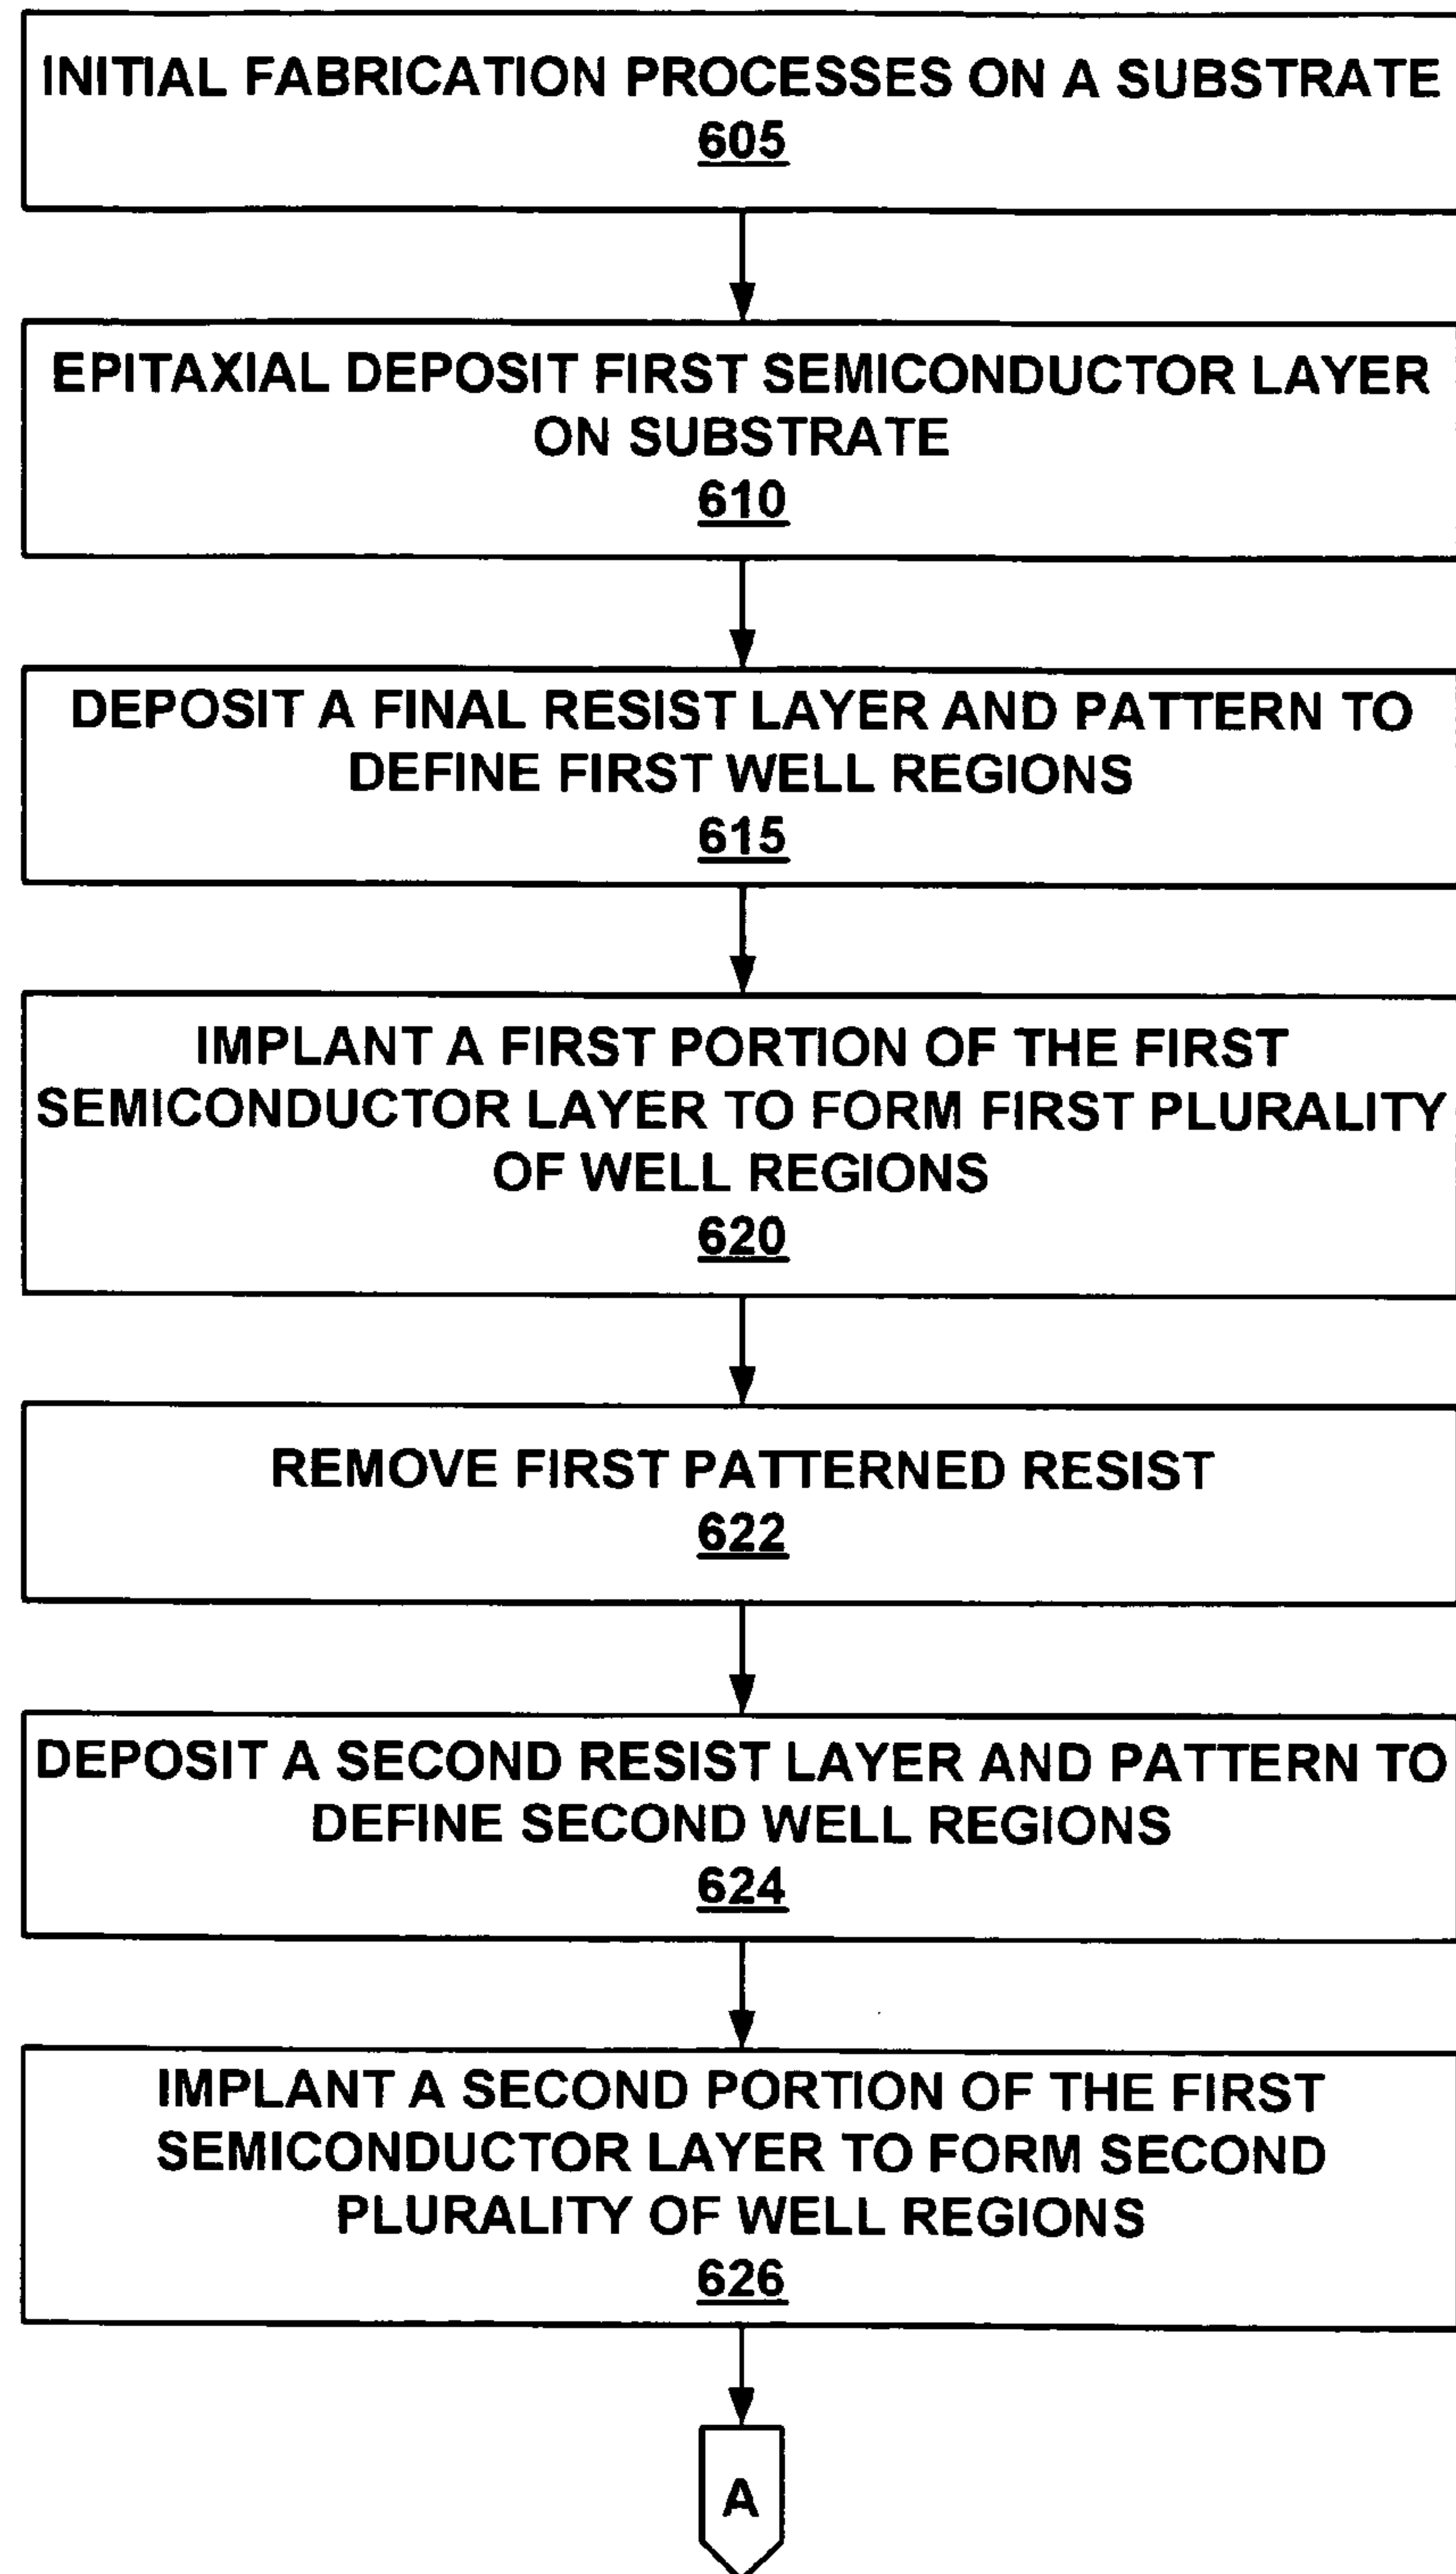 INITIAL FABRICATION PROCESSES ON A SUBSTRATE
605
EPITAXIAL DEPOSIT FIRST SEMICONDUCTOR LAYER
ON SUBSTRATE
610
DEPOSIT A FINAL RESIST LAYER AND PATTERN TO
DEFINE FIRST WELL REGIONS
615
IMPLANT A FIRST PORTION OF THE FIRST
SEMICONDUCTOR LAYER TO FORM FIRST PLURALITY
OF WELL REGIONS
620
REMOVE FIRST PATTERNED RESIST
622
DEPOSIT A SECOND RESIST LAYER AND PATTERN TO
DEFINE SECOND WELL REGIONS
624
IMPLANT A SECOND PORTION OF THE FIRST
SEMICONDUCTOR LAYER TO FORM SECOND
PLURALITY OF WELL REGIONS
626
A